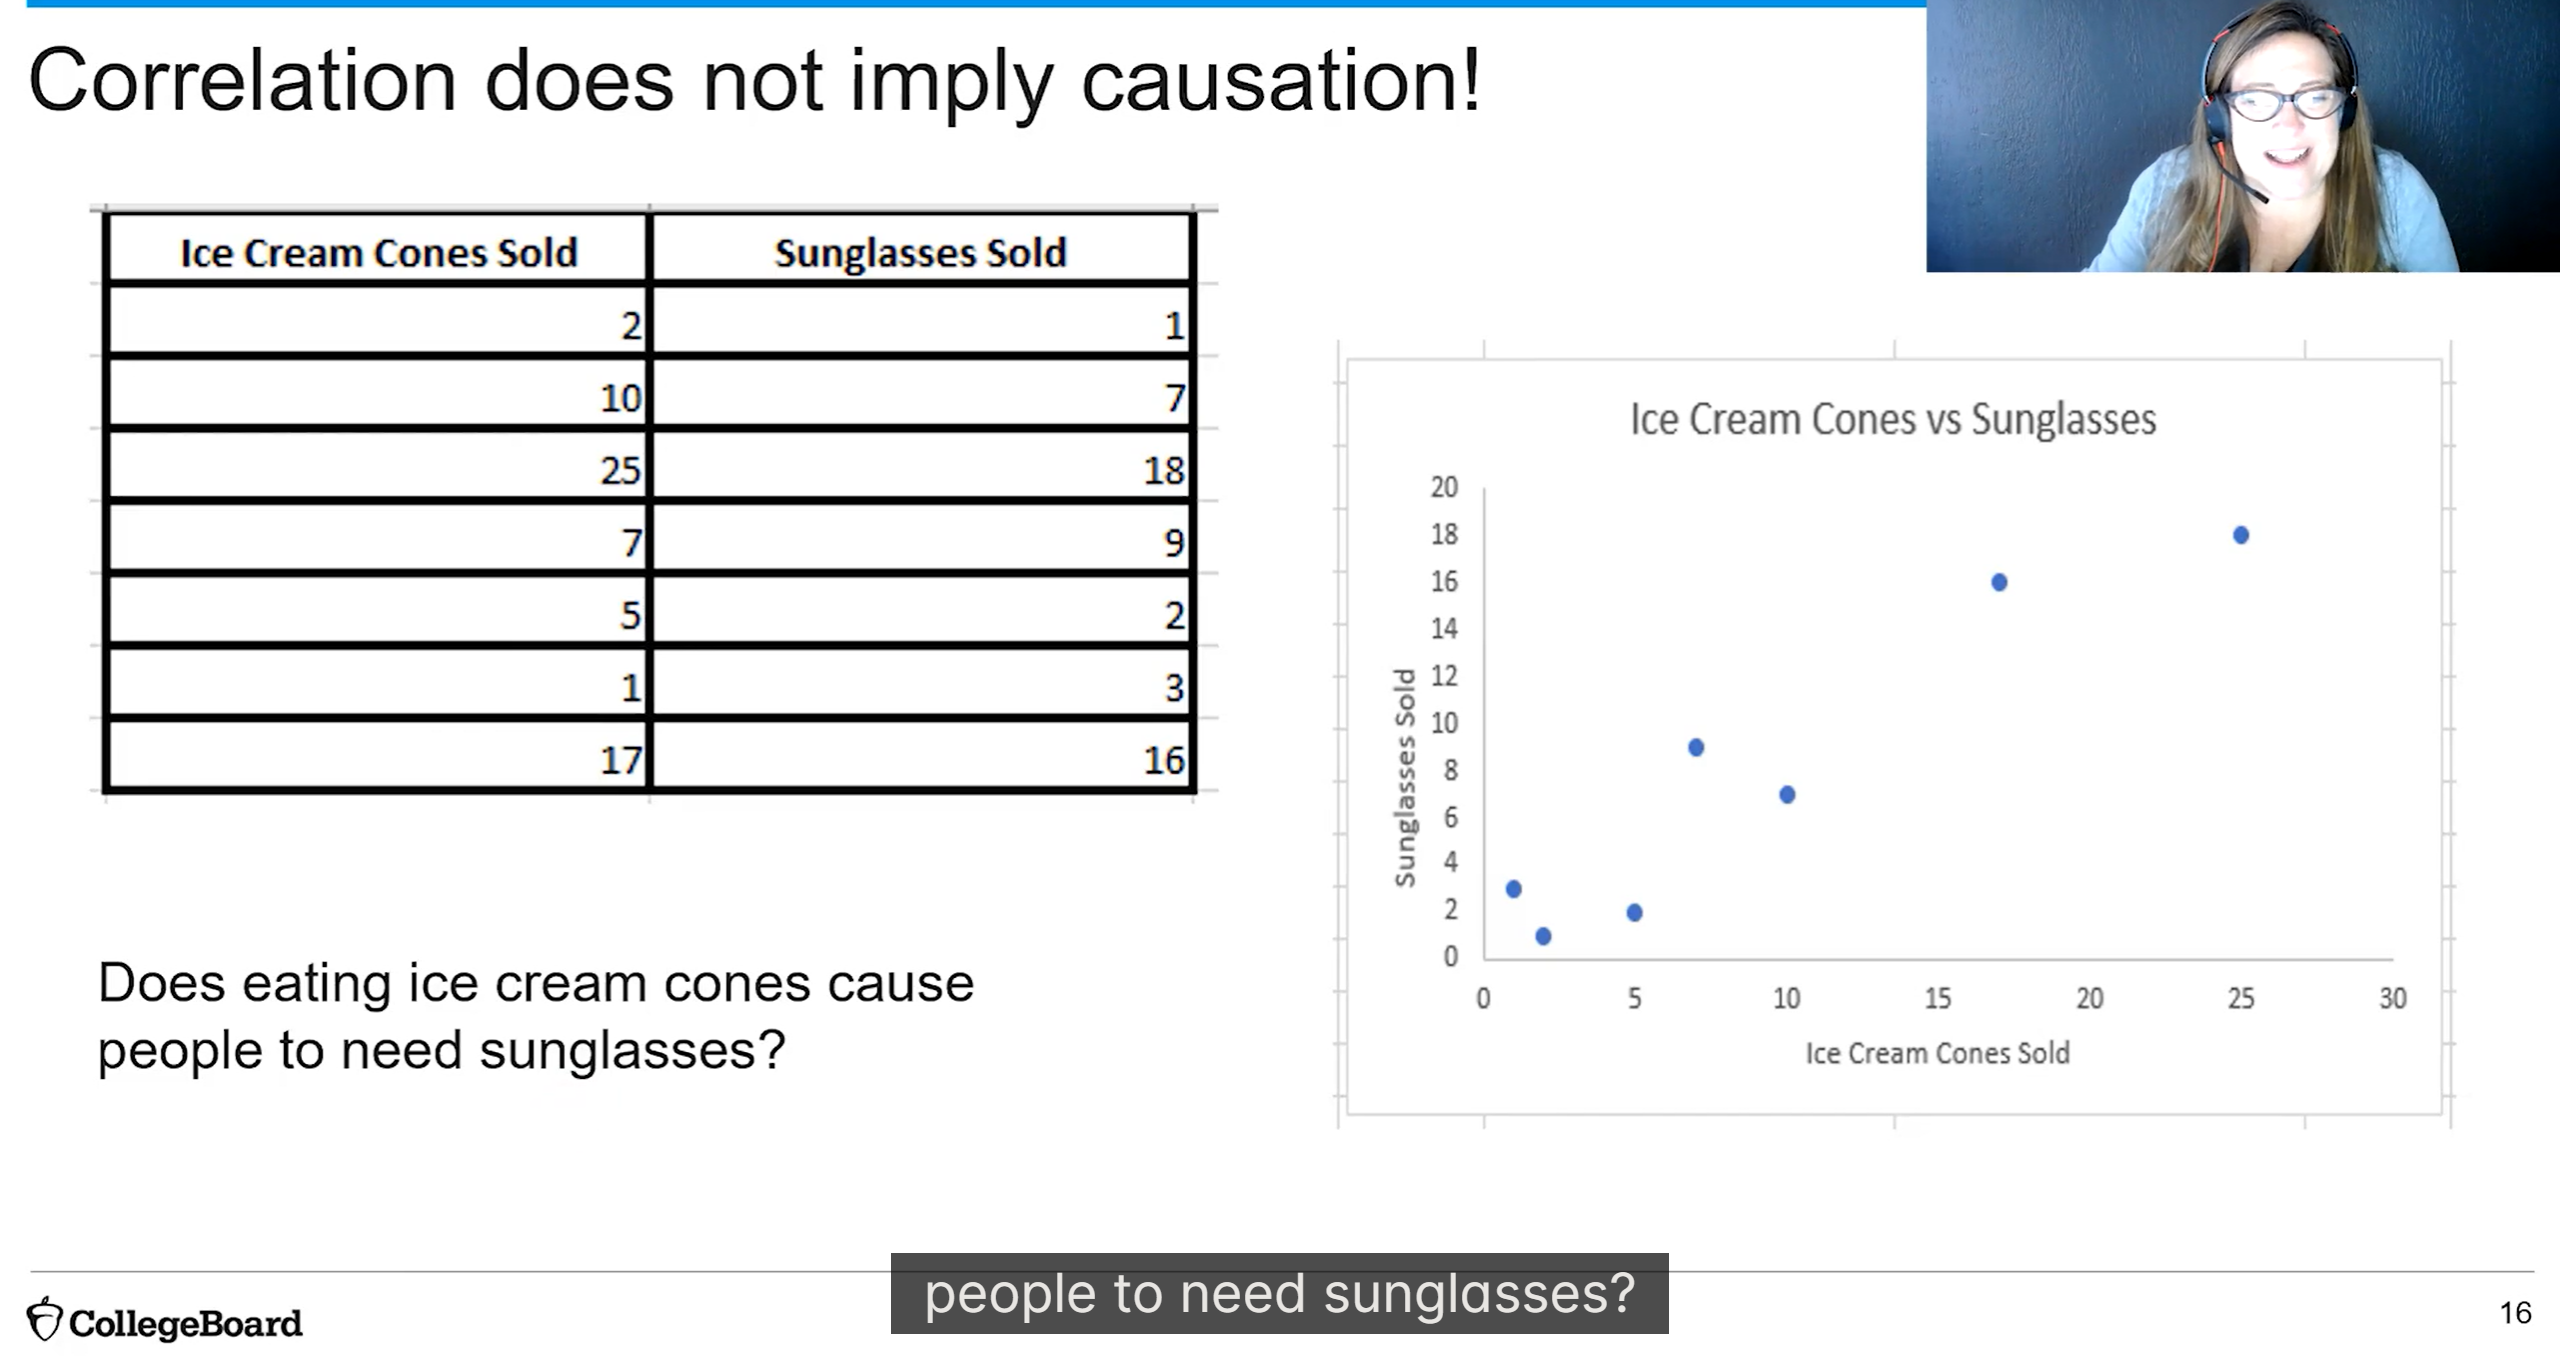 Correlation does not imply causation!
Ice Cream Cones Sold Sunglasses Sold
2 1
10 7
25 18
7 9
5 2
1 3
17 16
Does eating ice cream cones cause
people to need sunglasses?
Ice Cream Cones vs Sunglasses
Sunglasses Sold
20
18
16
14
12
10
8
6
4
2
0
0 5 10 15 20 25 30
Ice Cream Cones Sold
people to need sunglasses?
CollegeBoard
16